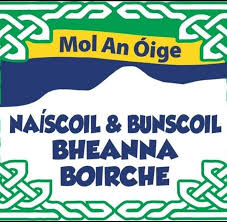 Mol An Óige
NAÍSCOIL & BUNSCOIL
BHEANNA
BOIRCHE